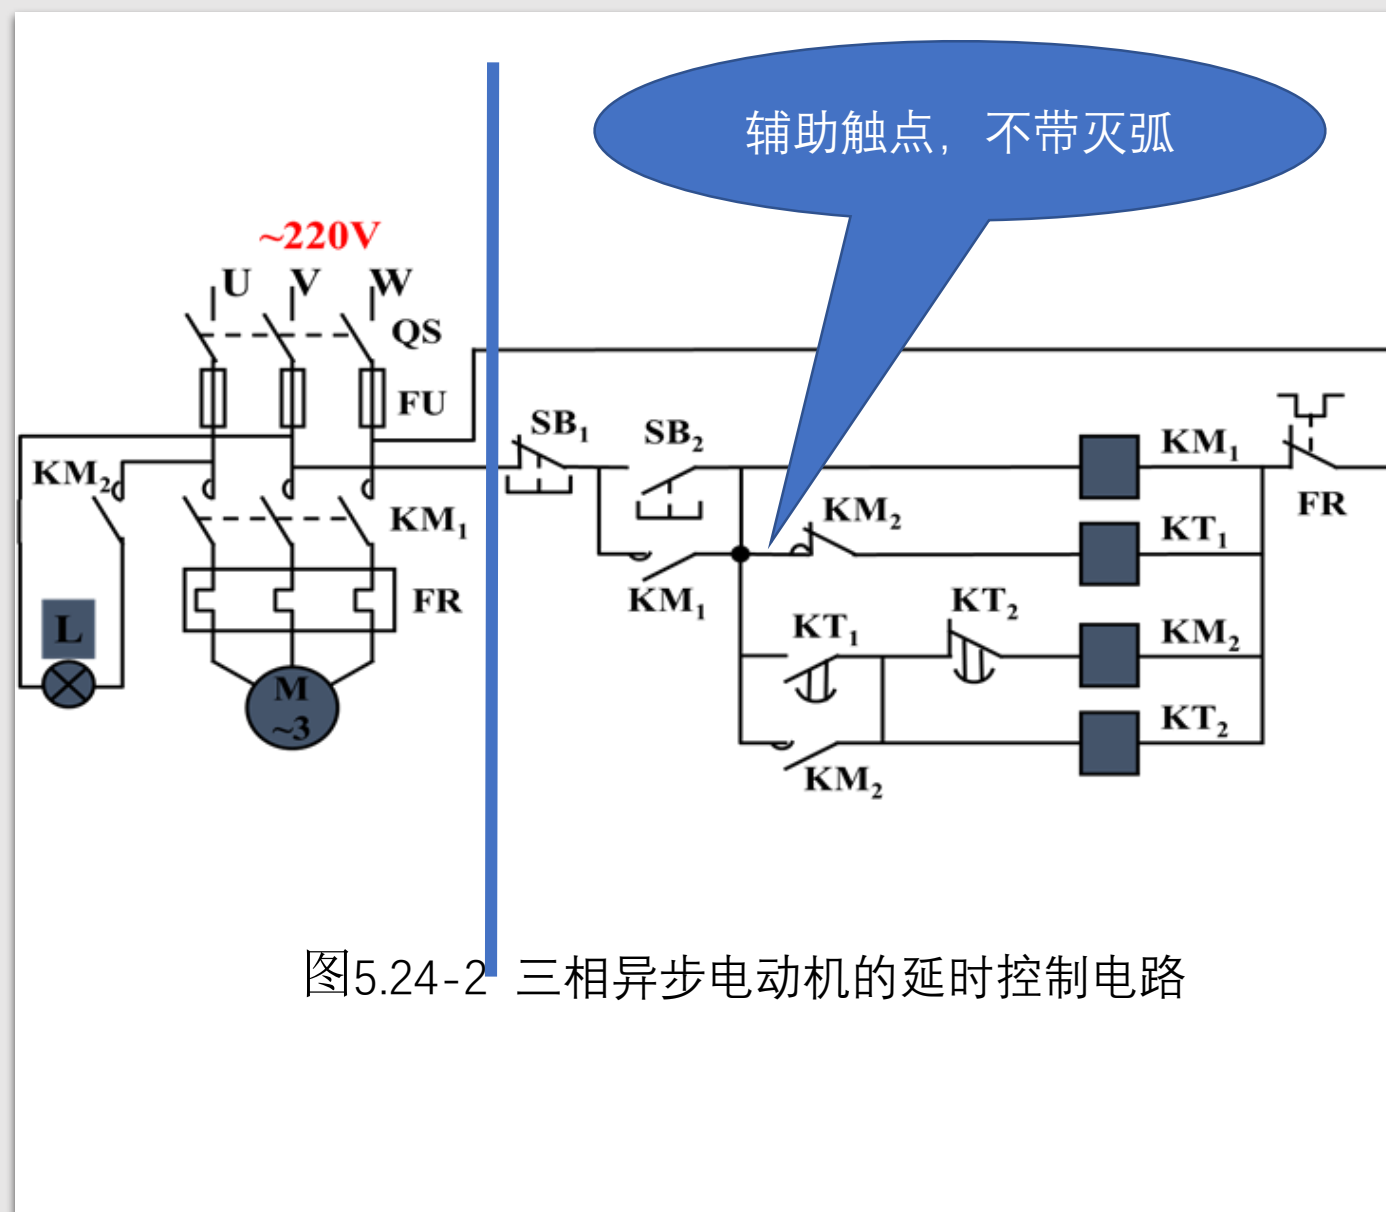 辅助触点，不带灭弧
~220V
U V W
QS
FU
SB₁
SB₂
KM₁
FR
KM₂
KM₁
KM₂
KT₁
KM₁
KT₁
KT₂
KM₂
FR
L
M
~3
KM₂
KT₂
图5.24-2 三相异步电动机的延时控制电路